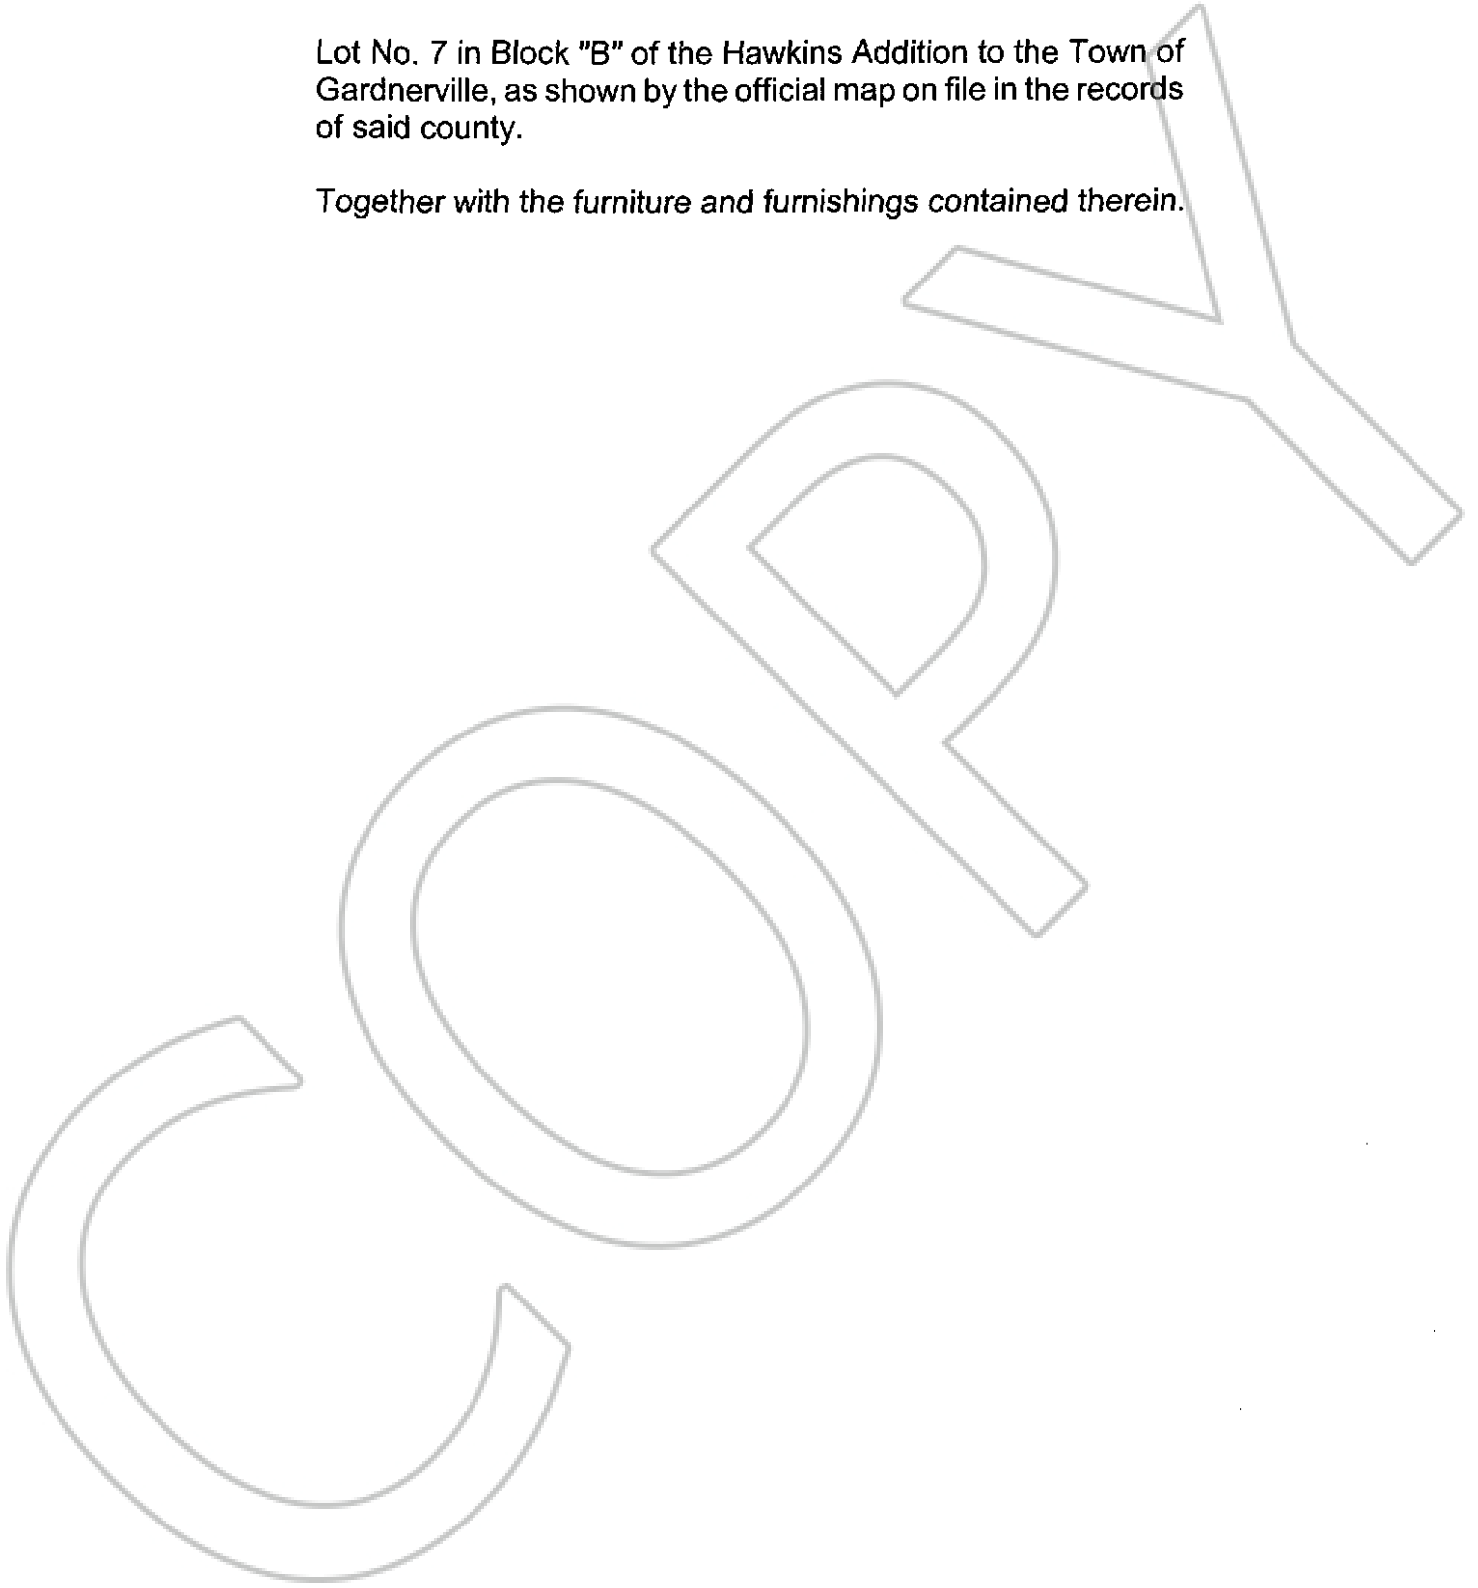 Lot No. 7 in Block "B" of the Hawkins Addition to the Town of
Gardnerville, as shown by the official map on file in the records
of said county.
Together with the furniture and furnishings contained therein.
COPY